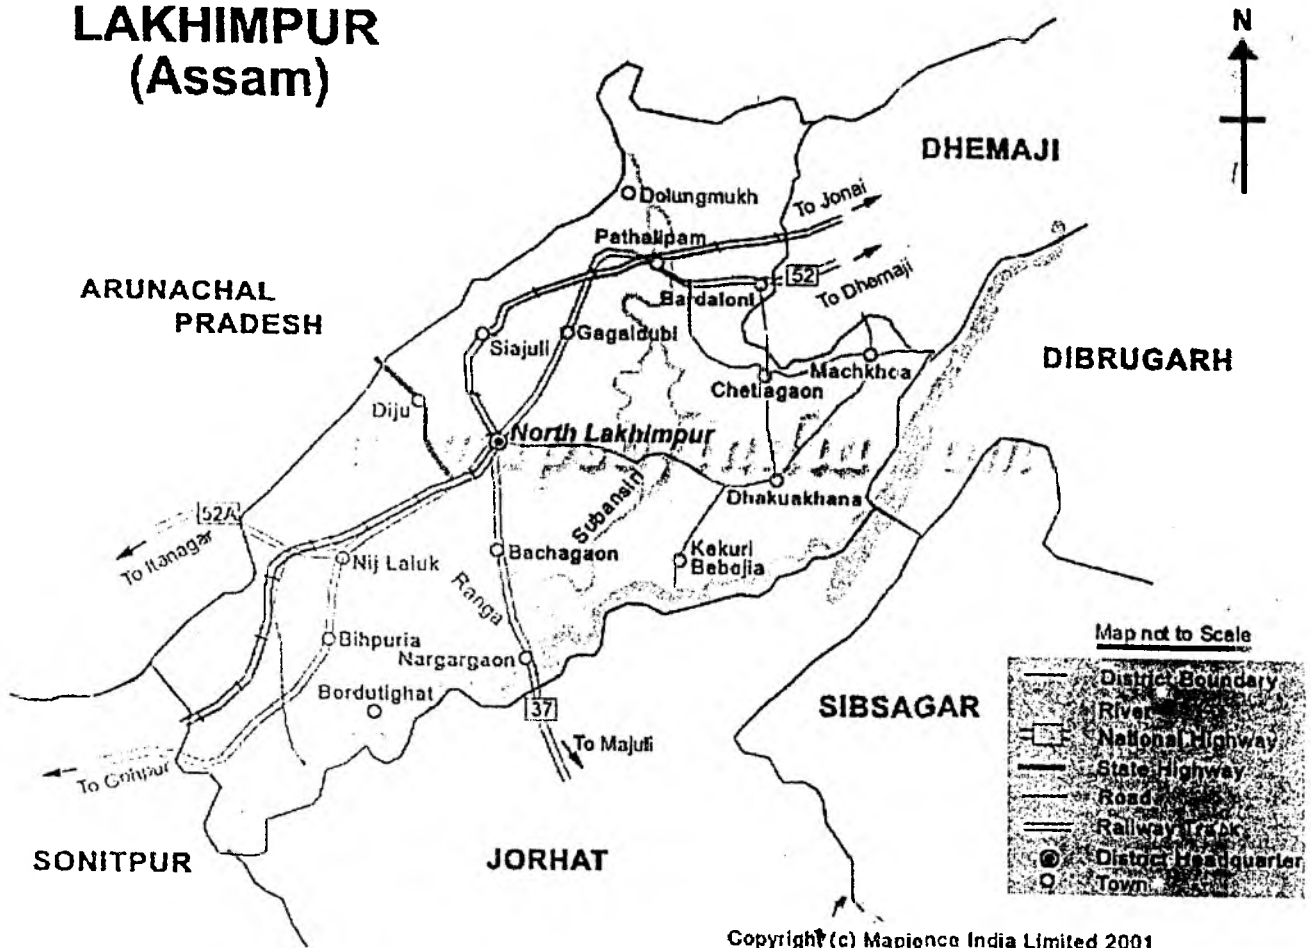 LAKHIMPUR
(Assam)
N
DHEMAJI
Dolungmukh
To Jonai
Pathalipam
ARUNACHAL
PRADESH
52
Bardaloni
To Dhemaji
Siajuli
Gagaldubi
DIBRUGARH
Machkhoa
Chetiagaon
Diju
North Lakhimpur
Dhakuakhana
Subansiri
52A
To Itanagar
Nij Laluk
Bachagaon
Kekuri
Bebejia
Ranga
Bihpuria
Nargargaon
Map not to Scale
Bordutighat
37
SIBSAGAR
District Boundary
River
National Highway
State Highway
Road
Railway Track
District Headquarter
Town
To Majuli
To Gohpur
SONITPUR
JORHAT
Copyright (c) Mapionce India Limited 2001